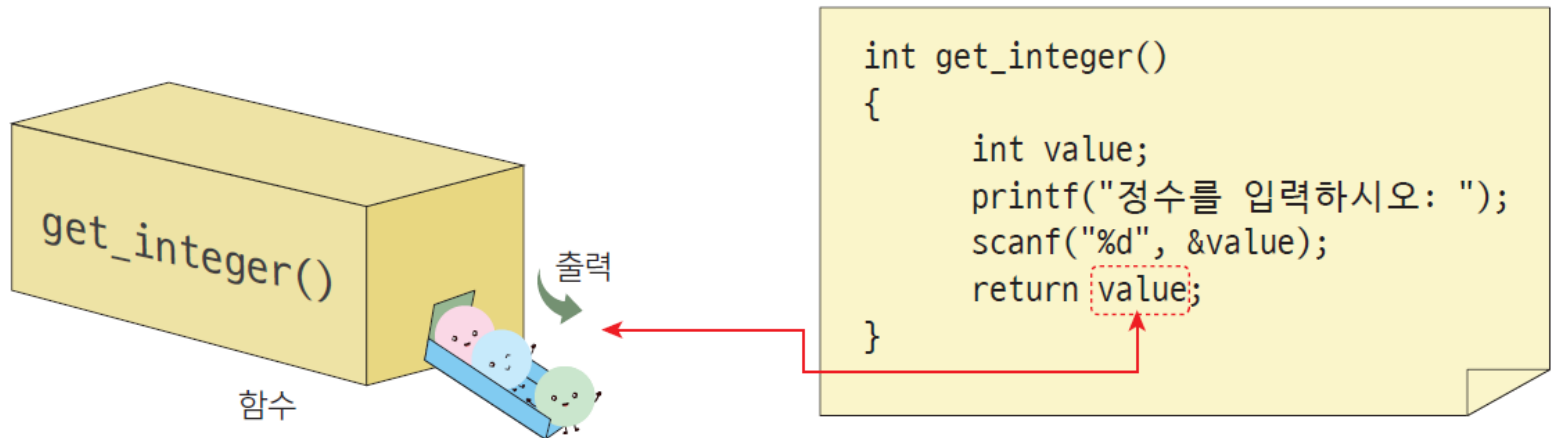 get_integer()
출력
함수
int get_integer()
{
int value;
printf("정수를 입력하시오: ");
scanf("%d", &value);
return value;
}